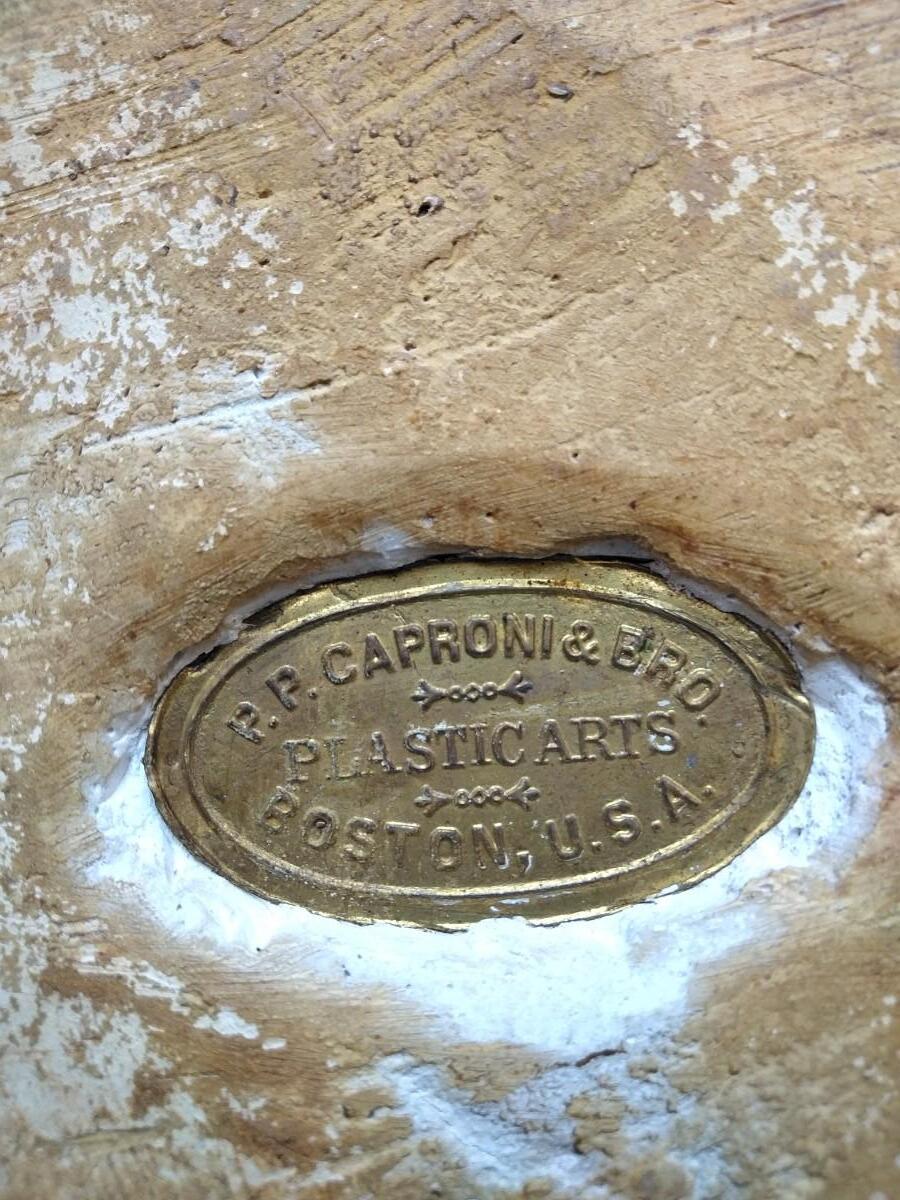 P.P. CAPRONI & BRO.
PLASTIC ARTS
BOSTON, U.S.A.